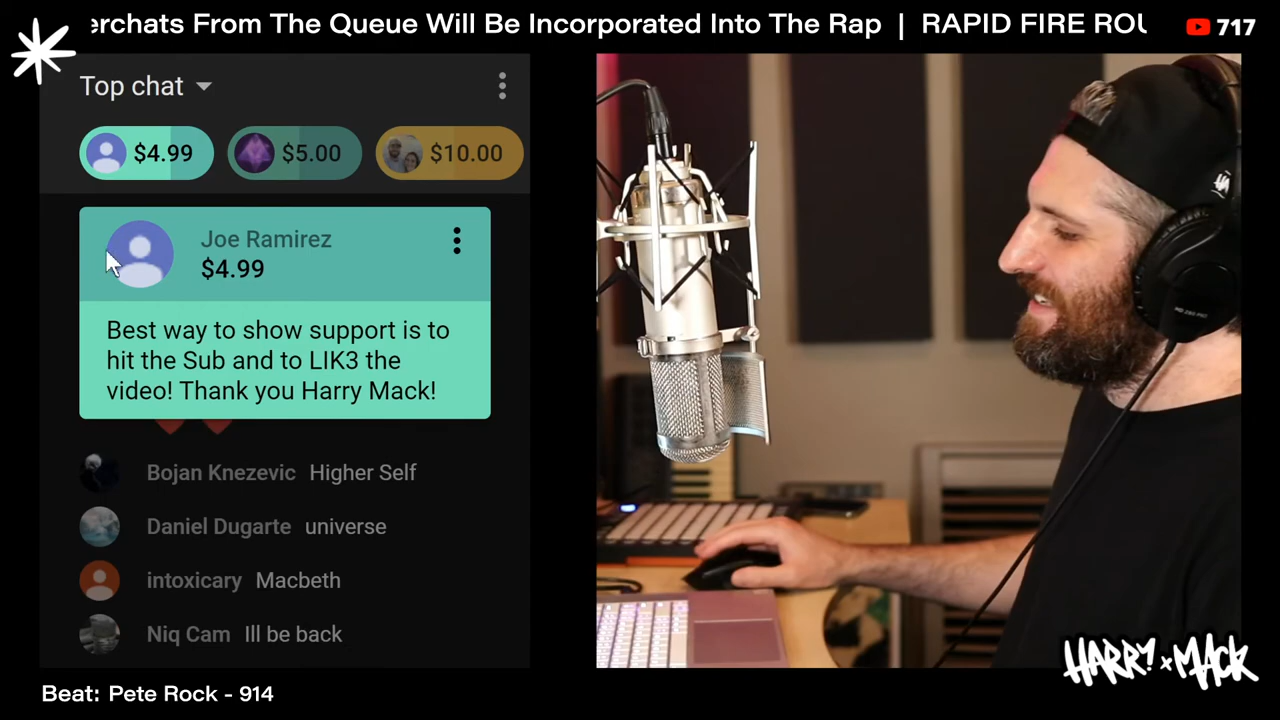 erchats From The Queue Will Be Incorporated Into The Rap | RAPID FIRE ROU
717
Top chat
$4.99
$5.00
$10.00
Joe Ramirez
$4.99
Best way to show support is to
hit the Sub and to LIK3 the
video! Thank you Harry Mack!
Bojan Knezevic Higher Self
Daniel Dugarte universe
intoxicary Macbeth
Niq Cam Ill be back
HARRY MACK
Beat: Pete Rock - 914